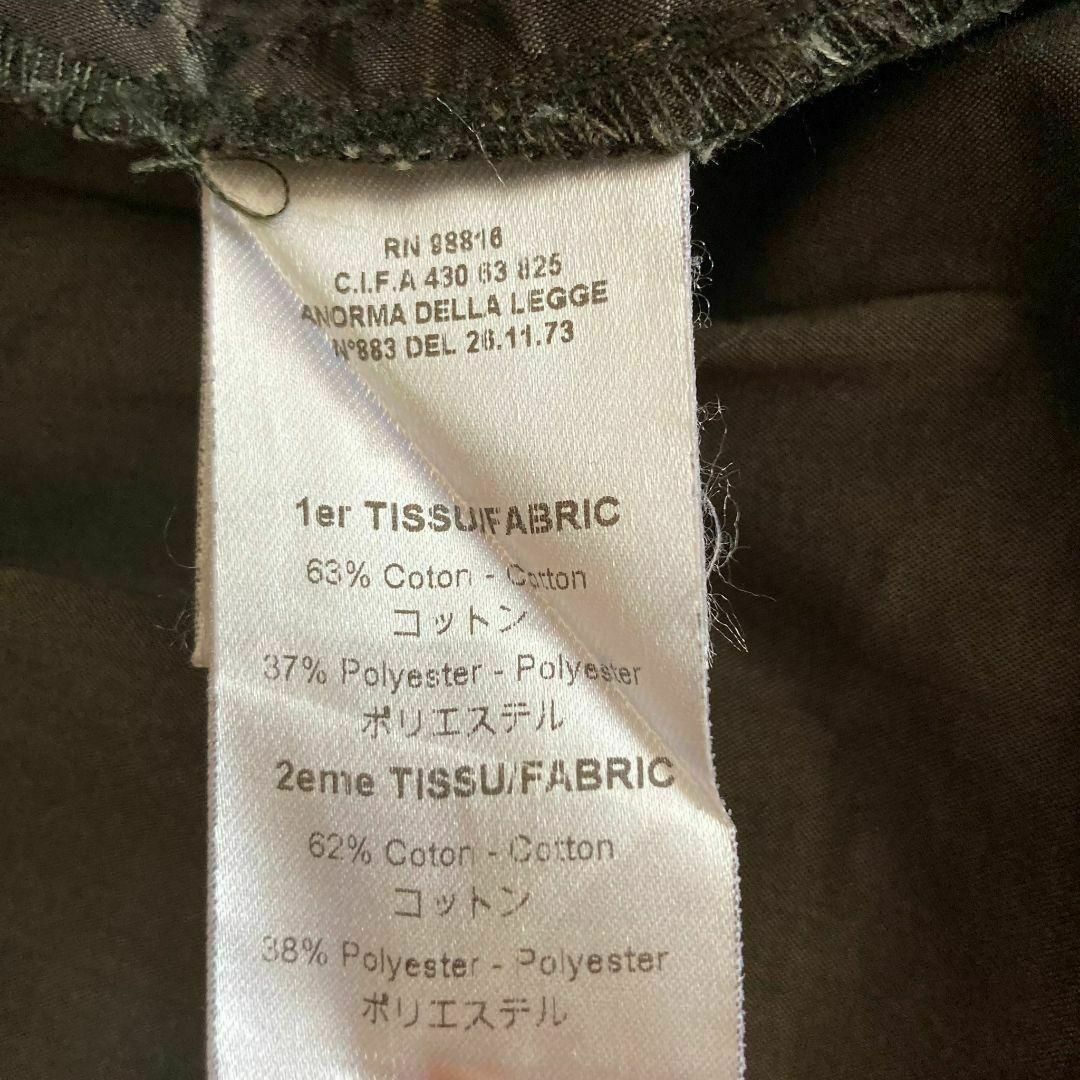 RN 98816
C.I.F.A 430 63 825
ANORMA DELLA LEGGE
N°883 DEL 26.11.73
1er TISSU/FABRIC
63% Coton - Cotton
コットン
37% Polyester - Polyester
ポリエステル
2eme TISSU/FABRIC
62% Coton - Cotton
コットン
38% Polyester - Polyester
ポリエステル